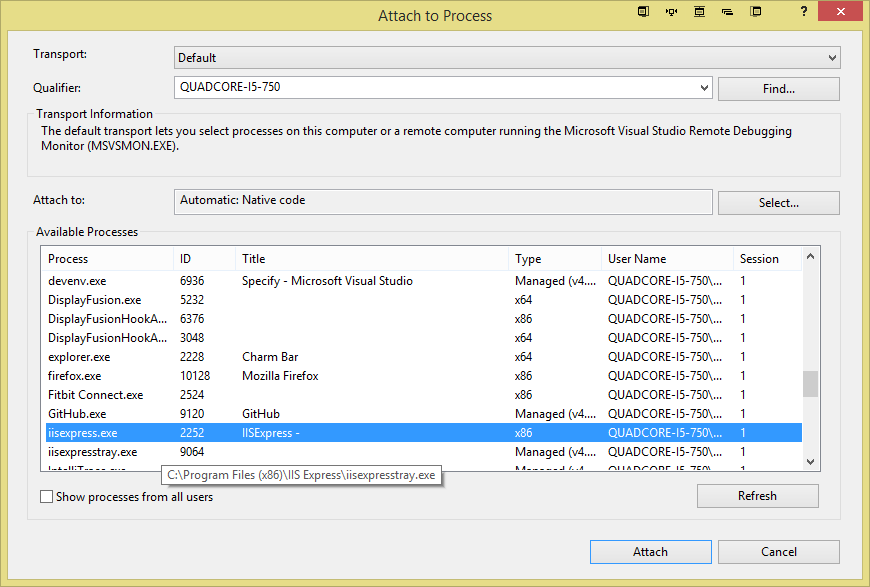 Attach to Process
?
Transport:
Default
Qualifier:
QUADCORE-I5-750
Find...
Transport Information
The default transport lets you select processes on this computer or a remote computer running the Microsoft Visual Studio Remote Debugging
Monitor (MSVSMON.EXE).
Attach to:
Automatic: Native code
Select...
Available Processes
Process ID Title Type User Name Session
devenv.exe 6936 Specify - Microsoft Visual Studio Managed (v4.... QUADCORE-I5-750\... 1
DisplayFusion.exe 5232 x64 QUADCORE-I5-750\... 1
DisplayFusionHookA... 6376 x86 QUADCORE-I5-750\... 1
DisplayFusionHookA... 3048 x64 QUADCORE-I5-750\... 1
explorer.exe 2228 Charm Bar x64 QUADCORE-I5-750\... 1
firefox.exe 10128 Mozilla Firefox x86 QUADCORE-I5-750\... 1
Fitbit Connect.exe 2524 x86 QUADCORE-I5-750\... 1
GitHub.exe 9120 GitHub Managed (v4.... QUADCORE-I5-750\... 1
iisexpress.exe 2252 IISExpress - x86 QUADCORE-I5-750\... 1
iisexpresstray.exe 9064 Managed (v4.... QUADCORE-I5-750\... 1
C:\Program Files (x86)\IIS Express\iisexpresstray.exe
Show processes from all users
Refresh
Attach
Cancel